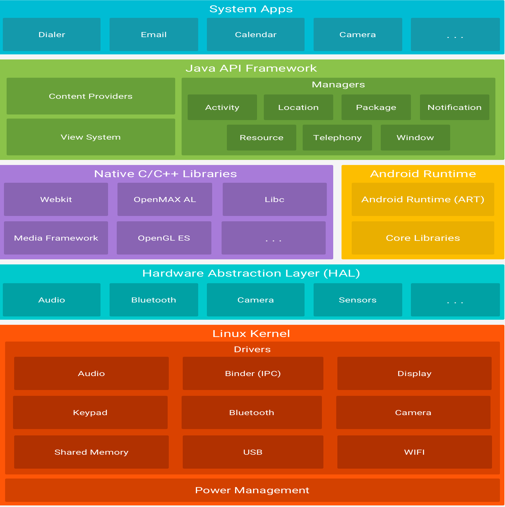 System Apps
Dialer Email Calendar Camera . . .
Java API Framework
Managers
Content Providers
Activity Location Package Notification
View System
Resource Telephony Window
Native C/C++ Libraries
Webkit OpenMAX AL Libc
Media Framework OpenGL ES . . .
Android Runtime
Android Runtime (ART)
Core Libraries
Hardware Abstraction Layer (HAL)
Audio Bluetooth Camera Sensors . . .
Linux Kernel
Drivers
Audio Binder (IPC) Display
Keypad Bluetooth Camera
Shared Memory USB WIFI
Power Management